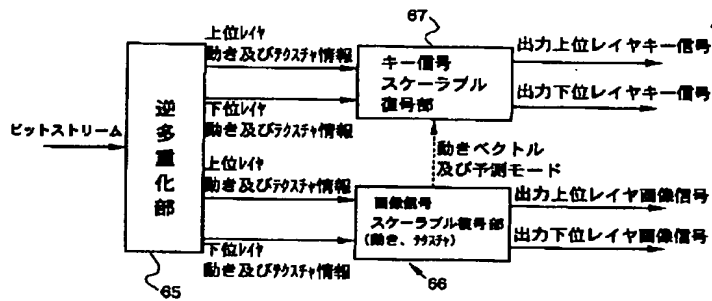 67
上位レイヤ
動き及びテクスチャ情報
キー信号
スケーラブル
復号部
出力上位レイヤキー信号
出力下位レイヤキー信号
下位レイヤ
動き及びテクスチャ情報
ビットストリーム
逆多重化部
動きベクトル
及び予測モード
上位レイヤ
動き及びテクスチャ情報
画像信号
スケーラブル復号部
(動き、テクスチャ)
出力上位レイヤ画像信号
出力下位レイヤ画像信号
下位レイヤ
動き及びテクスチャ情報
65
66